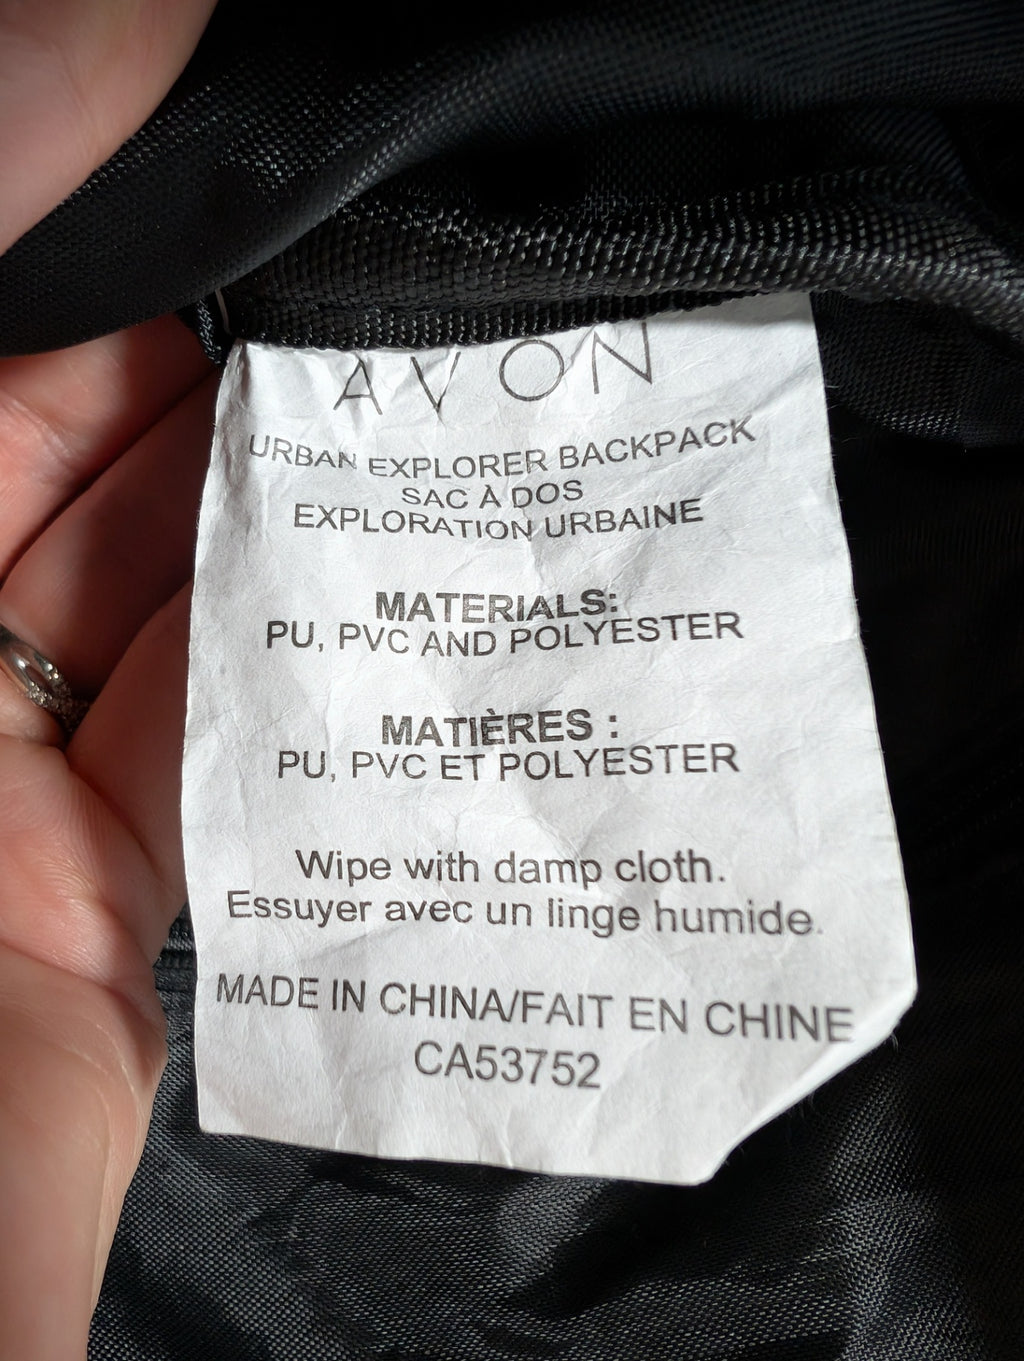 AVON
URBAN EXPLORER BACKPACK
SAC À DOS
EXPLORATION URBAINE
MATERIALS:
PU, PVC AND POLYESTER
MATIÈRES :
PU, PVC ET POLYESTER
Wipe with damp cloth.
Essuyer avec un linge humide.
MADE IN CHINA/FAIT EN CHINE
CA53752